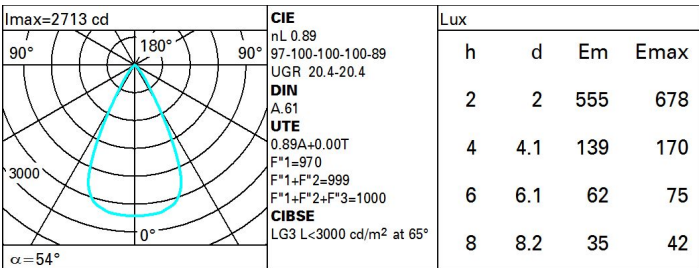 Imax=2713 cd
90°
180°
90°
3000
0°
α=54°
CIE
nL 0.89
97-100-100-100-89
UGR 20.4-20.4
DIN
A.61
UTE
0.89A+0.00T
F"1=970
F"1+F"2=999
F"1+F"2+F"3=1000
CIBSE
LG3 L<3000 cd/m² at 65°
Lux
h d Em Emax
2 2 555 678
4 4.1 139 170
6 6.1 62 75
8 8.2 35 42